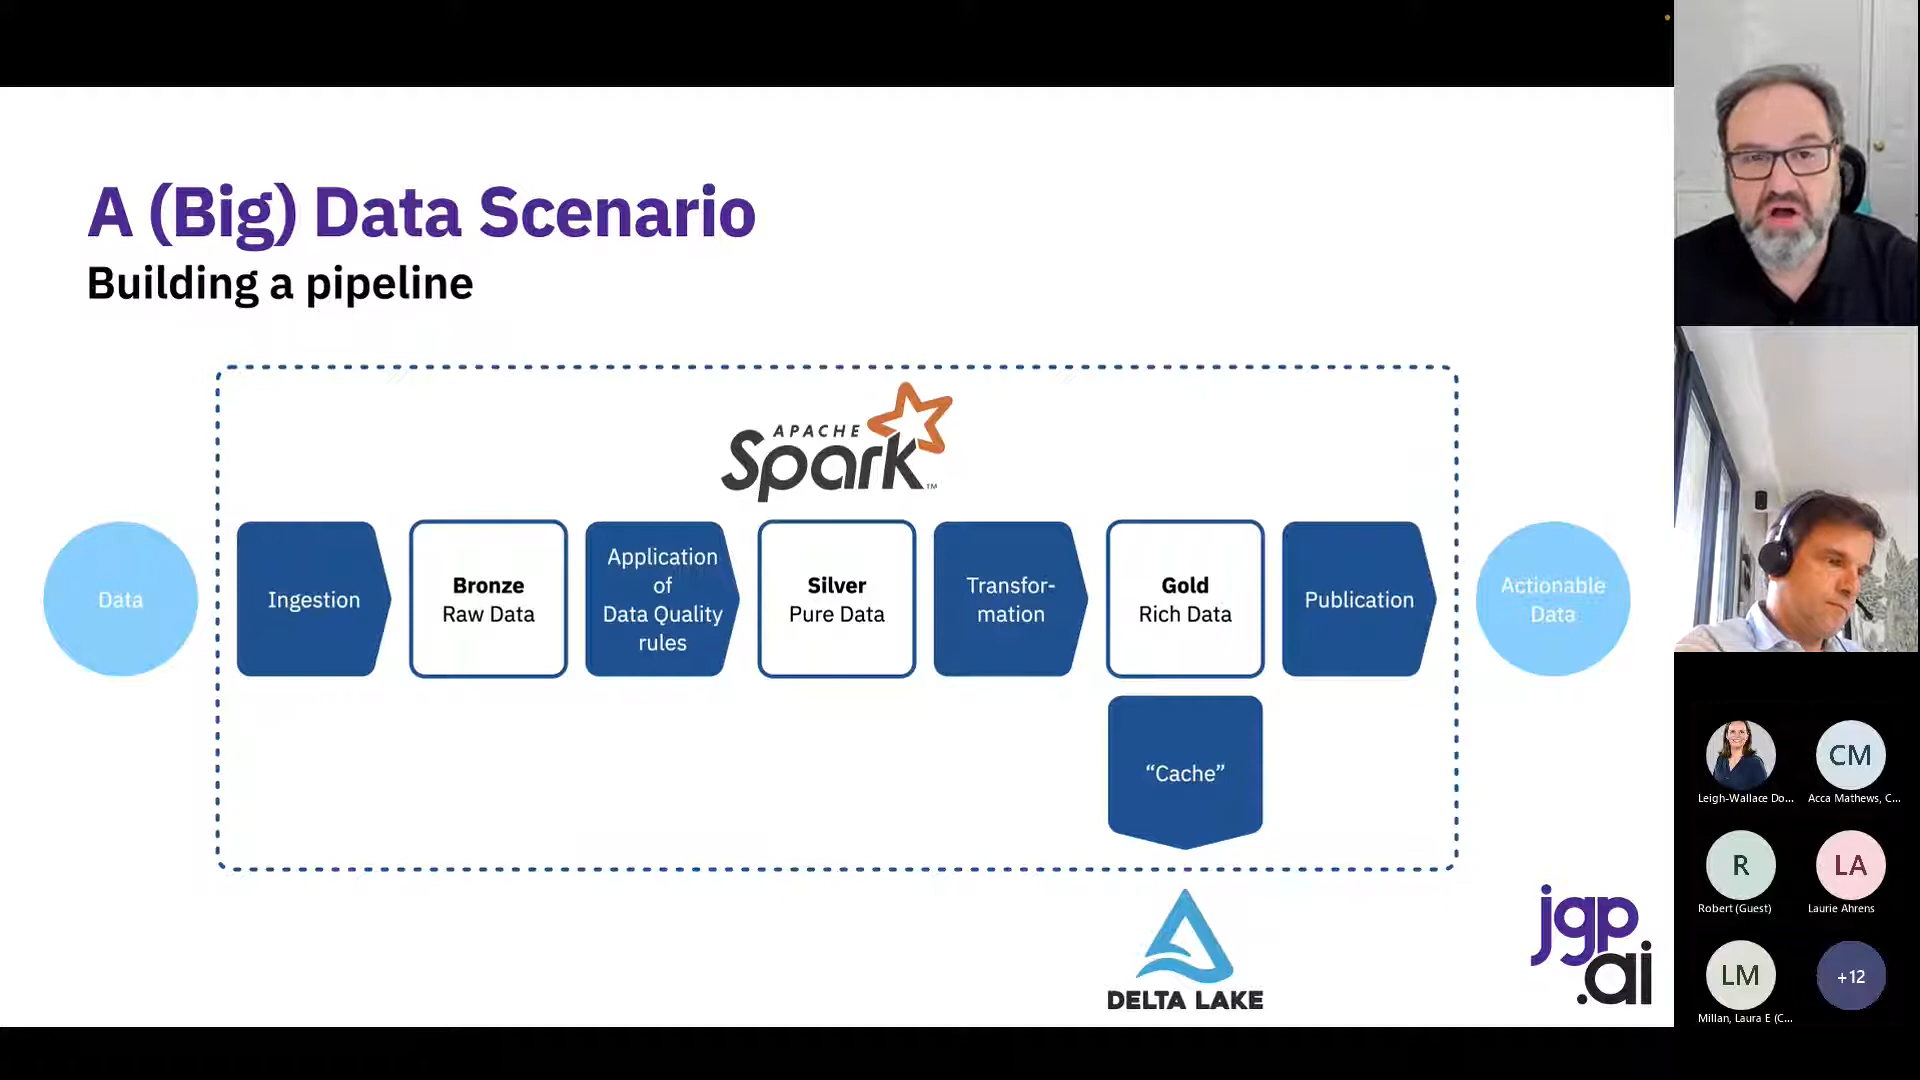 A (Big) Data Scenario
Building a pipeline
APACHE
Spark™
Data
Ingestion
Bronze
Raw Data
Application
of
Data Quality
rules
Silver
Pure Data
Transfor-
mation
Gold
Rich Data
Publication
Actionable
Data
“Cache”
DELTA LAKE
jgp
.ai
CM
Leigh-Wallace Do...
Acca Mathews, C...
R
LA
Robert (Guest)
Laurie Ahrens
LM
+12
Millan, Laura E (C...